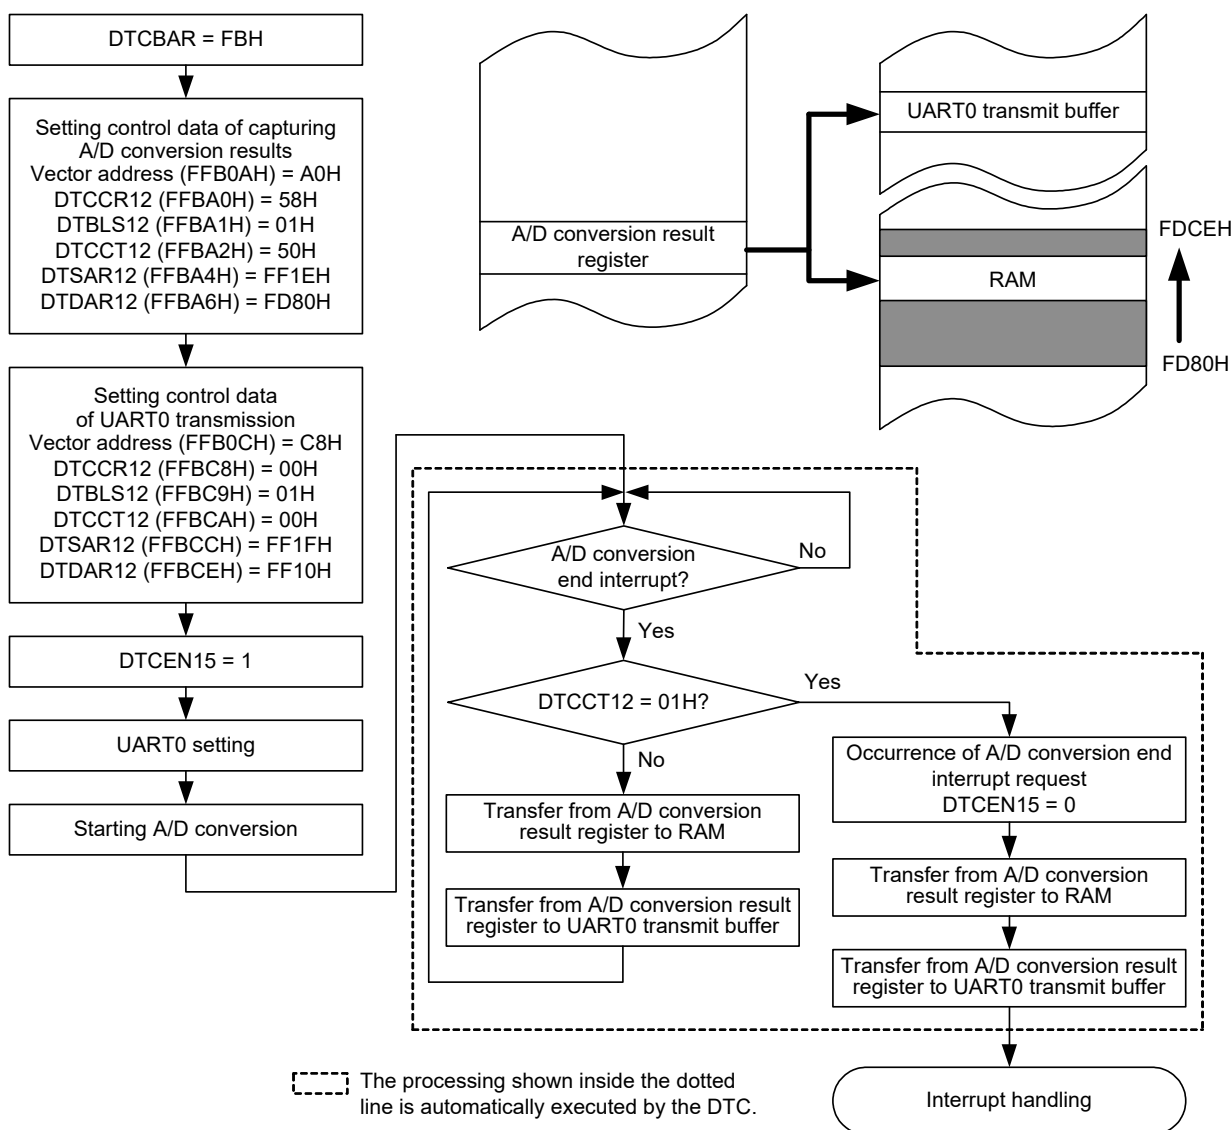 DTCBAR = FBH
Setting control data of capturing
A/D conversion results
Vector address (FFB0AH) = A0H
DTCCR12 (FFBA0H) = 58H
DTBLS12 (FFBA1H) = 01H
DTCCT12 (FFBA2H) = 50H
DTSAR12 (FFBA4H) = FF1EH
DTDAR12 (FFBA6H) = FD80H
Setting control data
of UART0 transmission
Vector address (FFB0CH) = C8H
DTCCR12 (FFBC8H) = 00H
DTBLS12 (FFBC9H) = 01H
DTCCT12 (FFBCAH) = 00H
DTSAR12 (FFBCCH) = FF1FH
DTDAR12 (FFBCEH) = FF10H
DTCEN15 = 1
UART0 setting
Starting A/D conversion
A/D conversion result
register
UART0 transmit buffer
RAM
FDCEH
FD80H
A/D conversion
end interrupt?
No
Yes
DTCCT12 = 01H?
Yes
No
Transfer from A/D conversion
result register to RAM
Transfer from A/D conversion result
register to UART0 transmit buffer
Occurrence of A/D conversion end
interrupt request
DTCEN15 = 0
Transfer from A/D conversion
result register to RAM
Transfer from A/D conversion result
register to UART0 transmit buffer
Interrupt handling
The processing shown inside the dotted
line is automatically executed by the DTC.